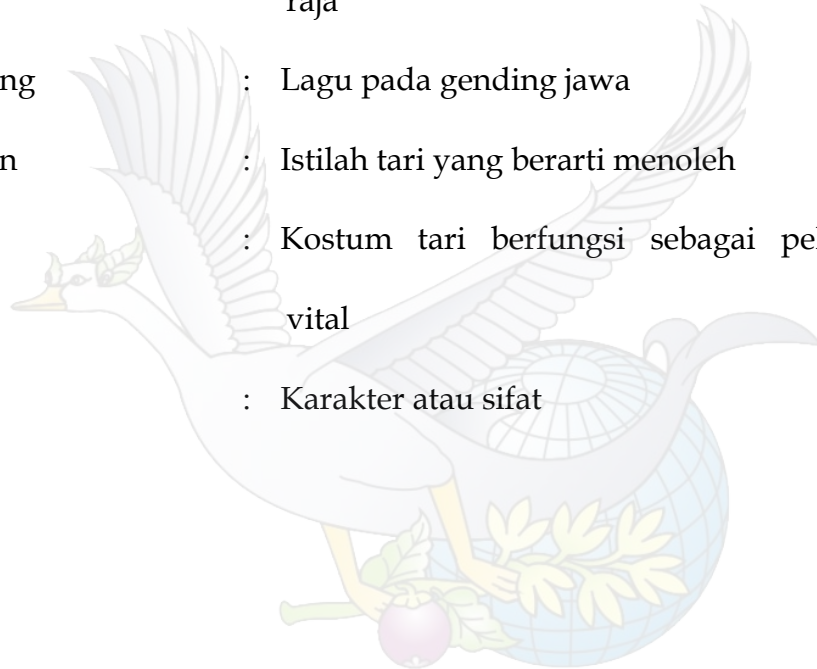 raja
ng : Lagu pada gending jawa
n : Istilah tari yang berarti menoleh
: Kostum tari berfungsi sebagai
vital
: Karakter atau sifat